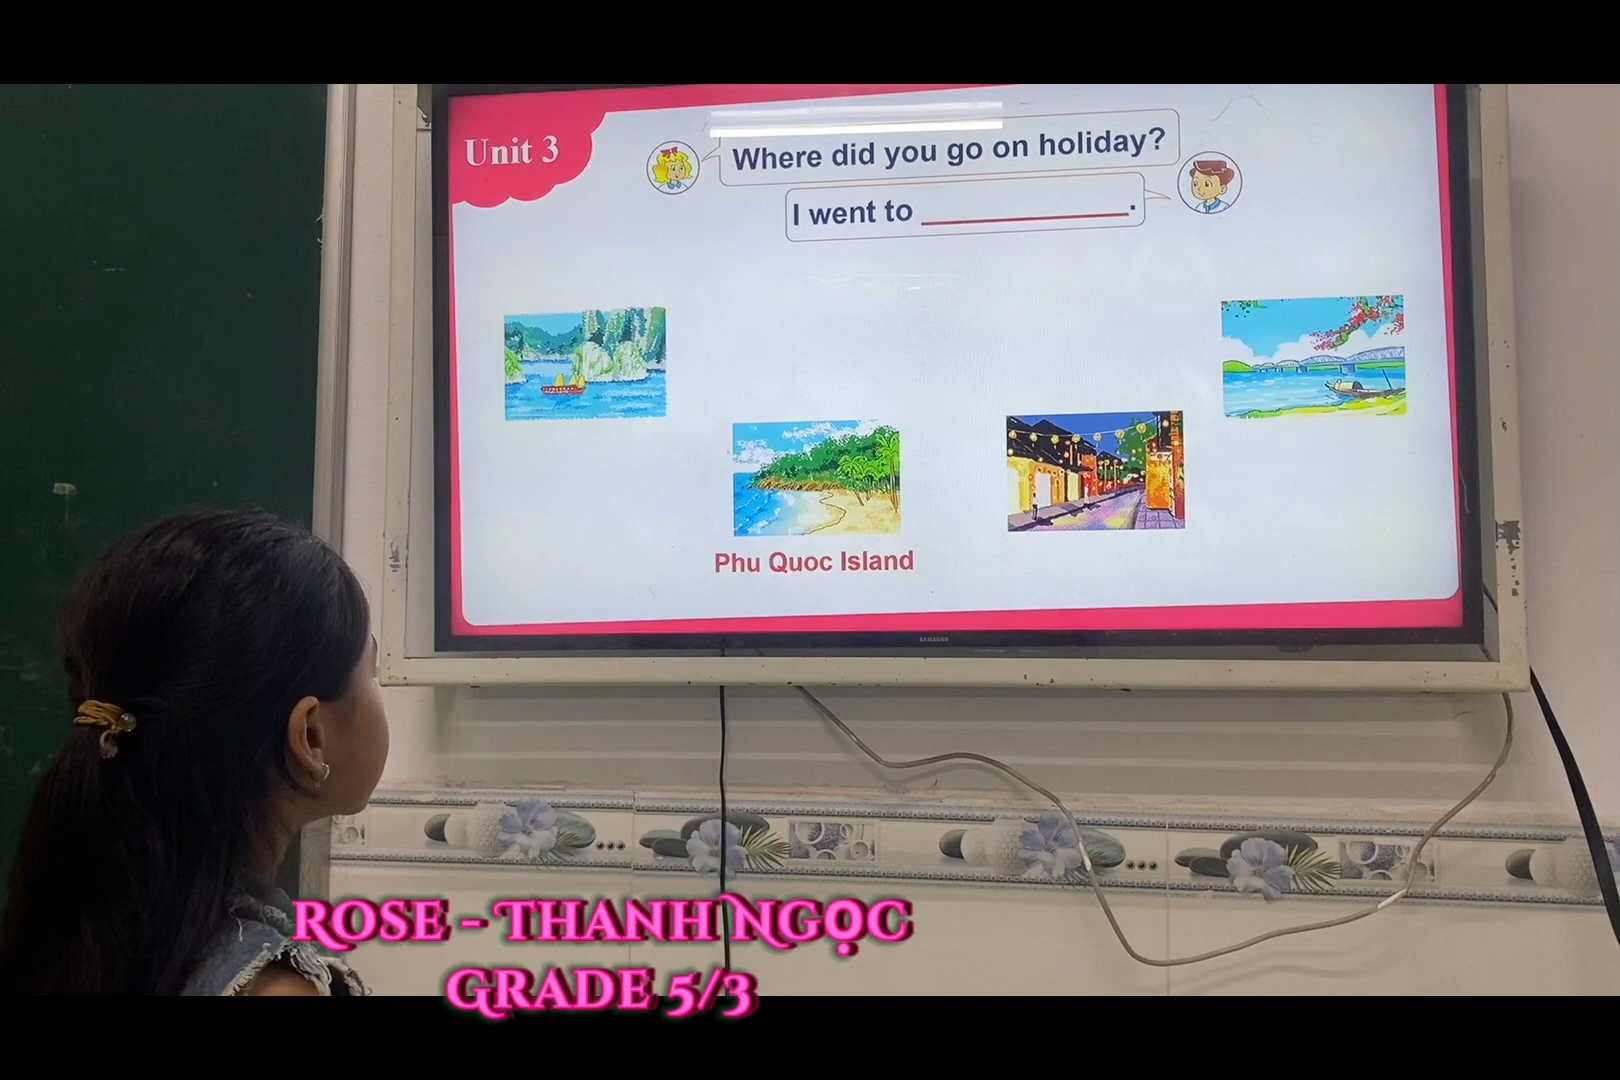 Unit 3
Where did you go on holiday?
I went to ____________.
Phu Quoc Island
SAMSUNG
ROSE - THANH NGỌC
GRADE 5/3